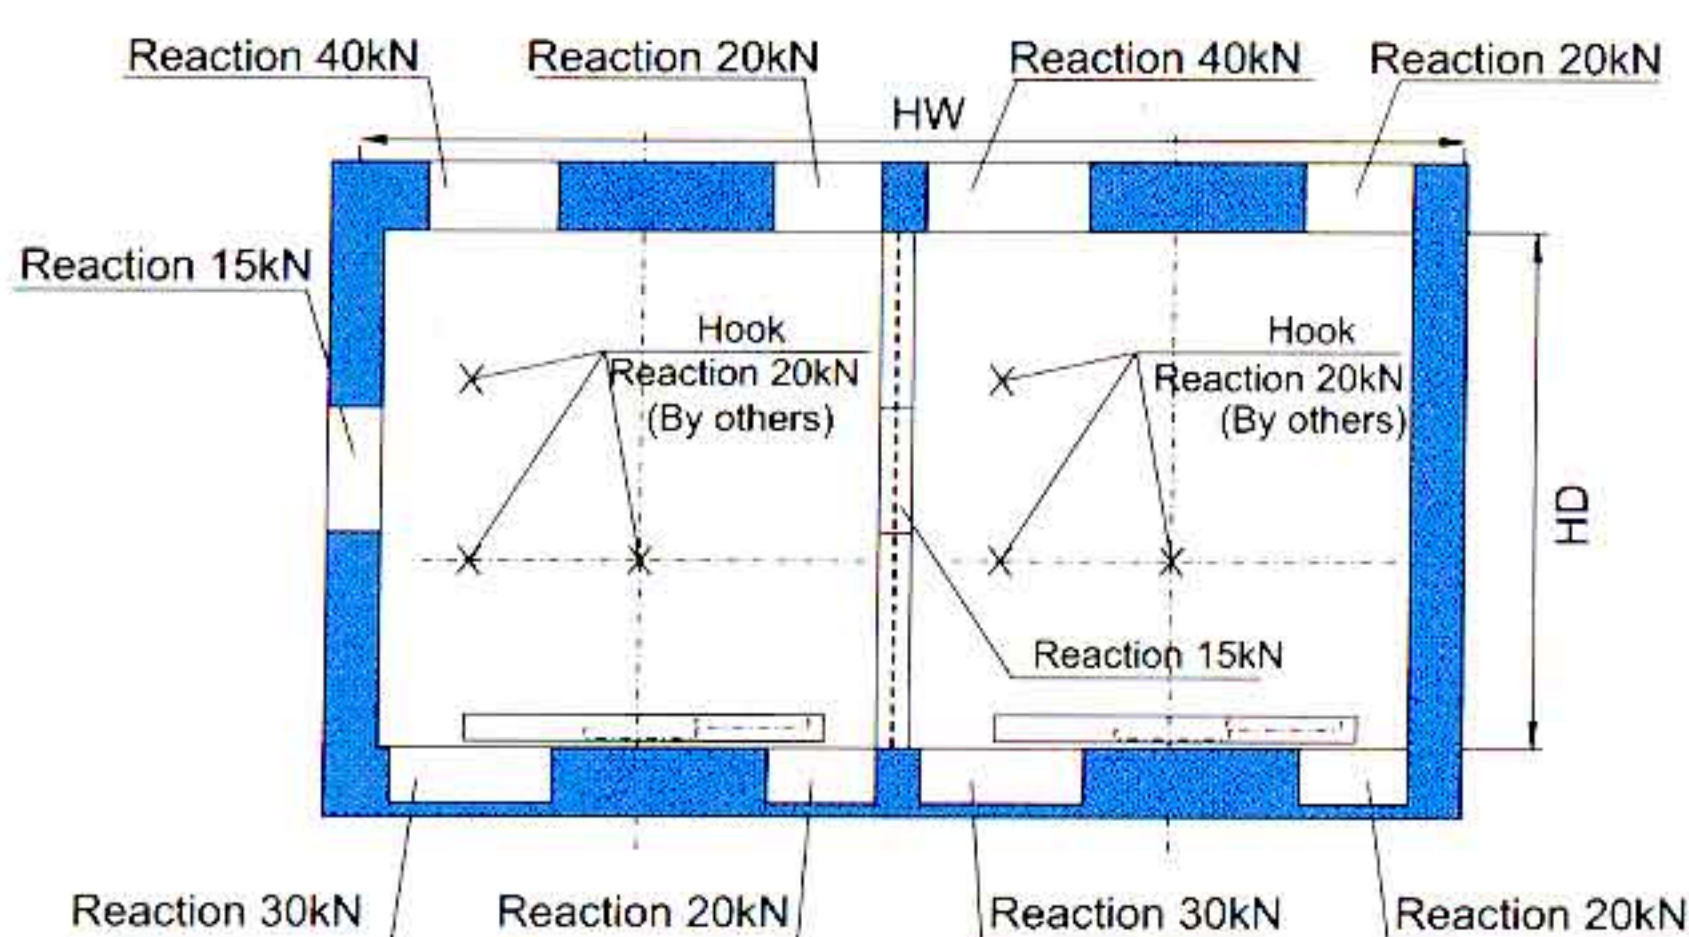 Reaction 40kN
Reaction 20kN
Reaction 40kN
Reaction 20kN
HW
Reaction 15kN
Hook
Reaction 20kN
(By others)
Hook
Reaction 20kN
(By others)
HD
Reaction 15kN
Reaction 30kN
Reaction 20kN
Reaction 30kN
Reaction 20kN